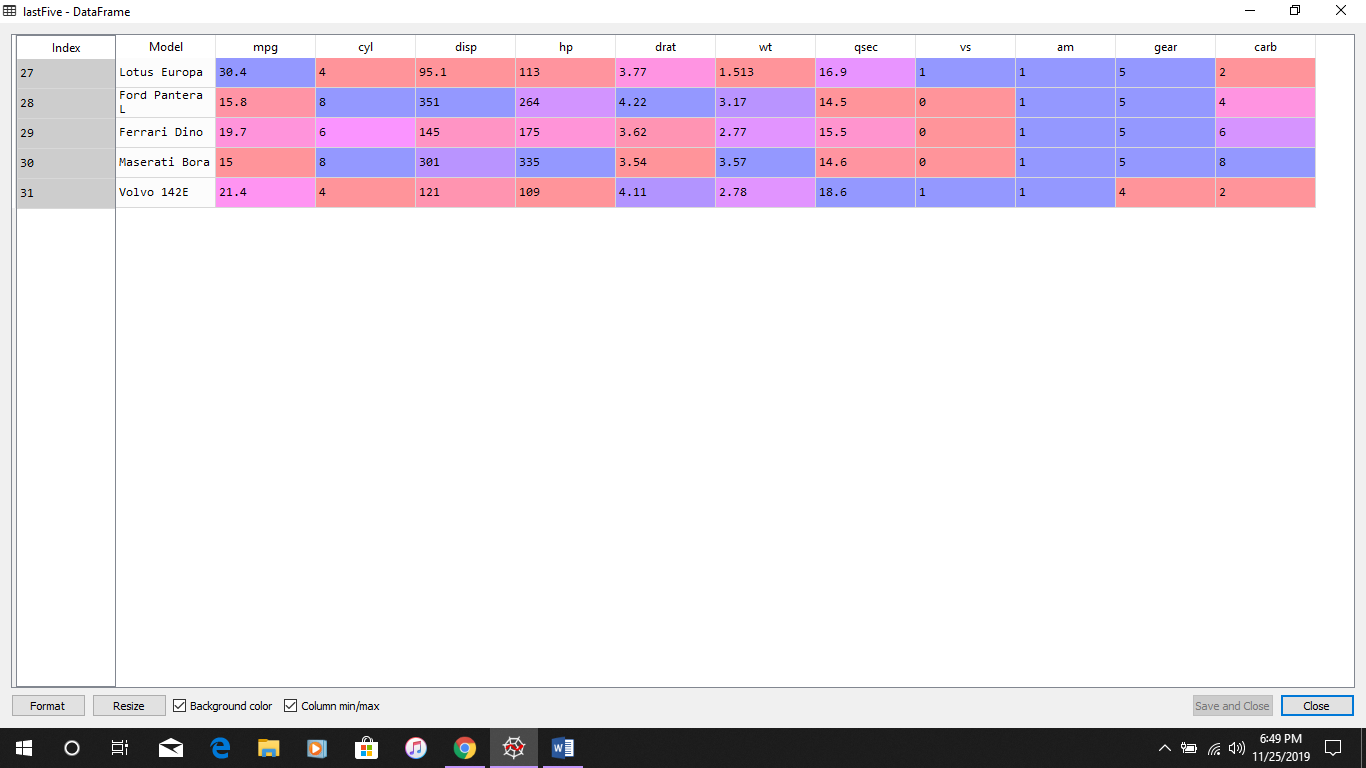 lastFive - DataFrame
Index Model mpg cyl disp hp drat wt qsec vs am gear carb
27 Lotus Europa 30.4 4 95.1 113 3.77 1.513 16.9 1 1 5 2
28 Ford Pantera L 15.8 8 351 264 4.22 3.17 14.5 0 1 5 4
29 Ferrari Dino 19.7 6 145 175 3.62 2.77 15.5 0 1 5 6
30 Maserati Bora 15 8 301 335 3.54 3.57 14.6 0 1 5 8
31 Volvo 142E 21.4 4 121 109 4.11 2.78 18.6 1 1 4 2
Format Resize Background color Column min/max Save and Close Close
6:49 PM
11/25/2019